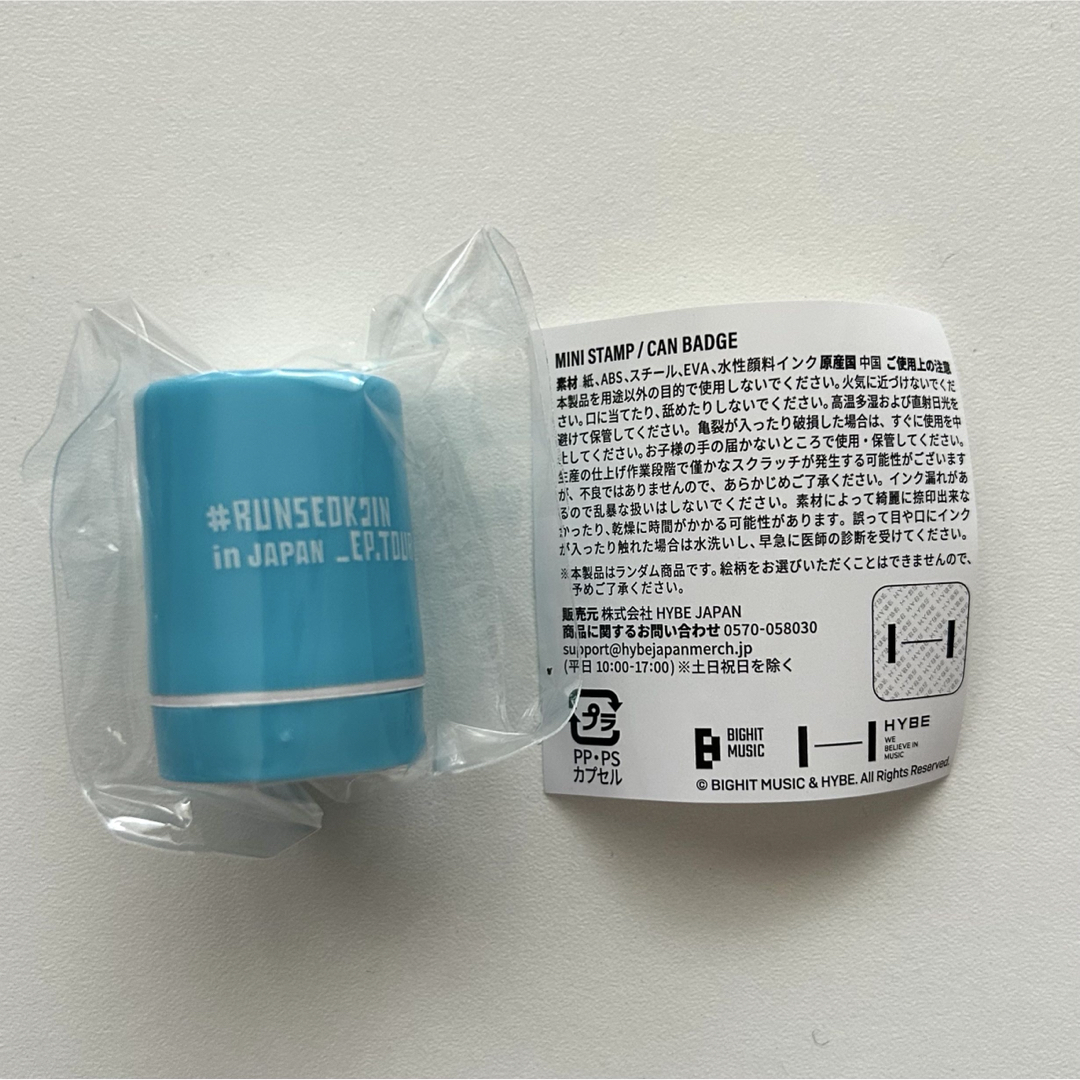 #RUNSEOKJIN
in JAPAN _EP.TOUR
MINI STAMP / CAN BADGE
素材 紙、ABS、スチール、EVA、水性顔料インク 原産国 中国 ご使用上の注意
本製品を用途以外の目的で使用しないでください。火気に近づけないでくだ
さい。口に当てたり、舐めたりしないでください。高温多湿および直射日光を
避けて保管してください。亀裂が入ったり破損した場合は、すぐに使用を中
止してください。お子様の手の届かないところで使用・保管してください。
生産の仕上げ作業段階で僅かなスクラッチが発生する可能性がございます
が、不良ではありませんので、あらかじめご了承ください。インク漏れがあ
るので乱暴な扱いはしないでください。素材によって綺麗に捺印出来な
かったり、乾燥に時間がかかる可能性があります。誤って目や口にインク
が入ったり触れた場合は水洗いし、早急に医師の診断を受けてください。
※本製品はランダム商品です。絵柄をお選びいただくことはできませんので、
予めご了承ください。
販売元 株式会社 HYBE JAPAN
商品に関するお問い合わせ 0570-058030
support@hybejapanmerch.jp
(平日 10:00-17:00) ※土日祝日を除く
プラ
PP・PS
カプセル
BIGHIT
MUSIC
HYBE
WE
BELIEVE IN
MUSIC
© BIGHIT MUSIC & HYBE. All Rights Reserved.